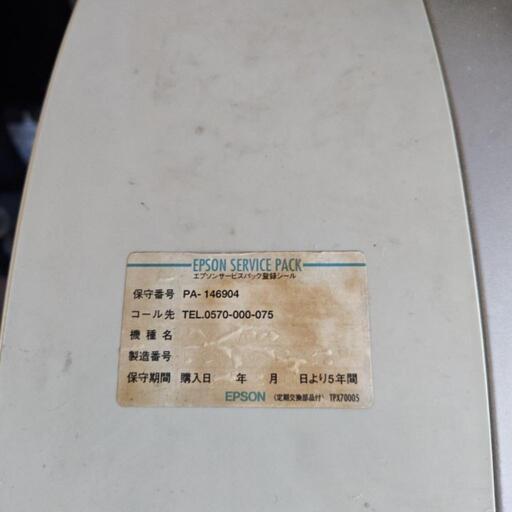 EPSON SERVICE PACK
エプソンサービスパック登録シール
保守番号 PA- 146904
コール先 TEL.0570-000-075
機種名
製造番号
保守期間 購入日 年 月 日より5年間
EPSON (定期交換部品付) TPX7000S